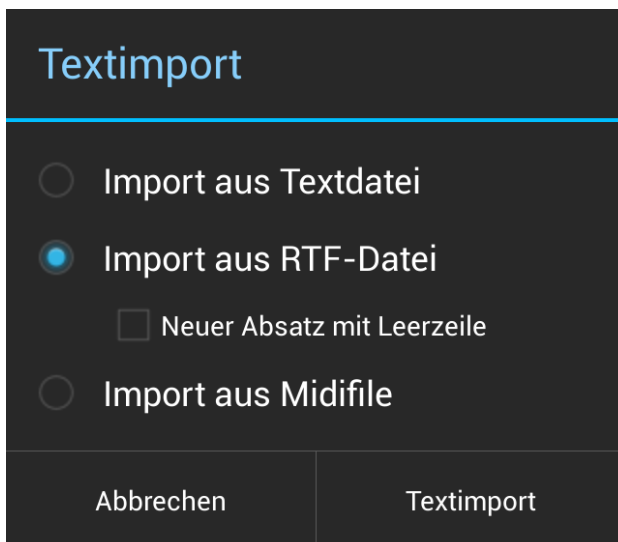 Textimport
Import aus Textdatei
Import aus RTF-Datei
Neuer Absatz mit Leerzeile
Import aus Midifile
Abbrechen
Textimport